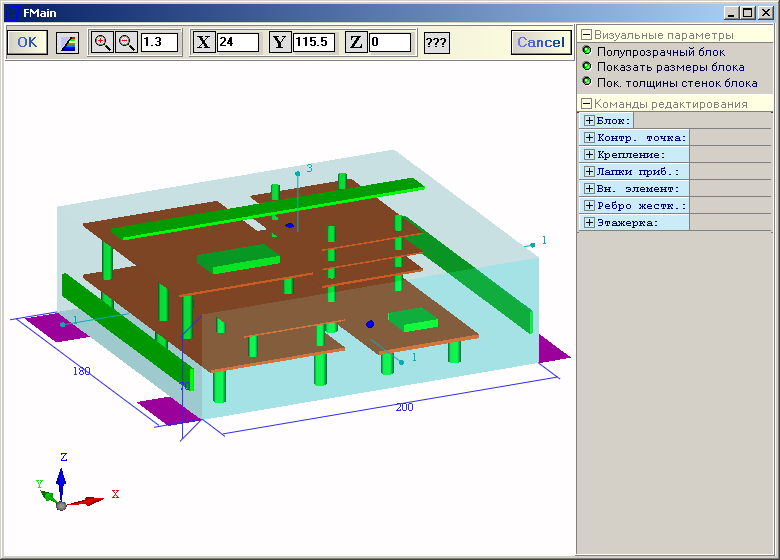 FMain
OK 1.3 X 24 Y 115.5 Z 0 ??? Cancel
Визуальные параметры
Полупрозрачный блок
Показать размеры блока
Пок. толщины стенок блока
Команды редактирования
Блок:
Контр. точка:
Крепление:
Лапки приб.:
Вн. элемент:
Ребро жестк.:
Этажерка:
3
1
1
1
180
200
Z
Y
X